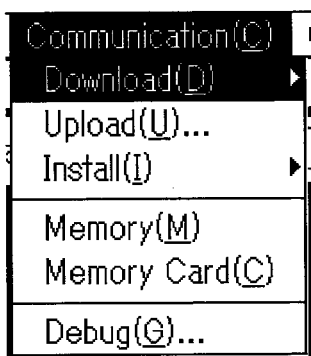 Communication(C)
Download(D)
Upload(U)...
Install(I)
Memory(M)
Memory Card(C)
Debug(G)...